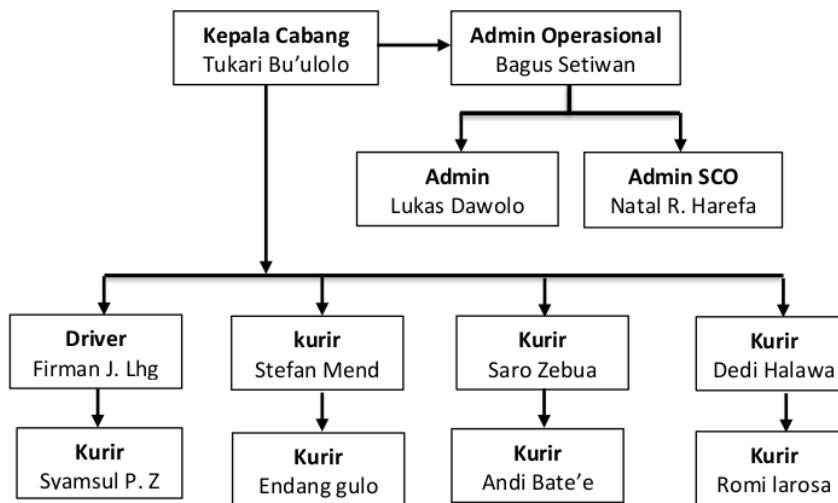 Kepala Cabang
Tukari Bu’ulolo
Admin Operasional
Bagus Setiwan
Admin
Lukas Dawolo
Admin SCO
Natal R. Harefa
Driver
Firman J. Lhg
kurir
Stefan Mend
Kurir
Saro Zebua
Kurir
Dedi Halawa
Kurir
Syamsul P. Z
Kurir
Endang gulo
Kurir
Andi Bate’e
Kurir
Romi larosa